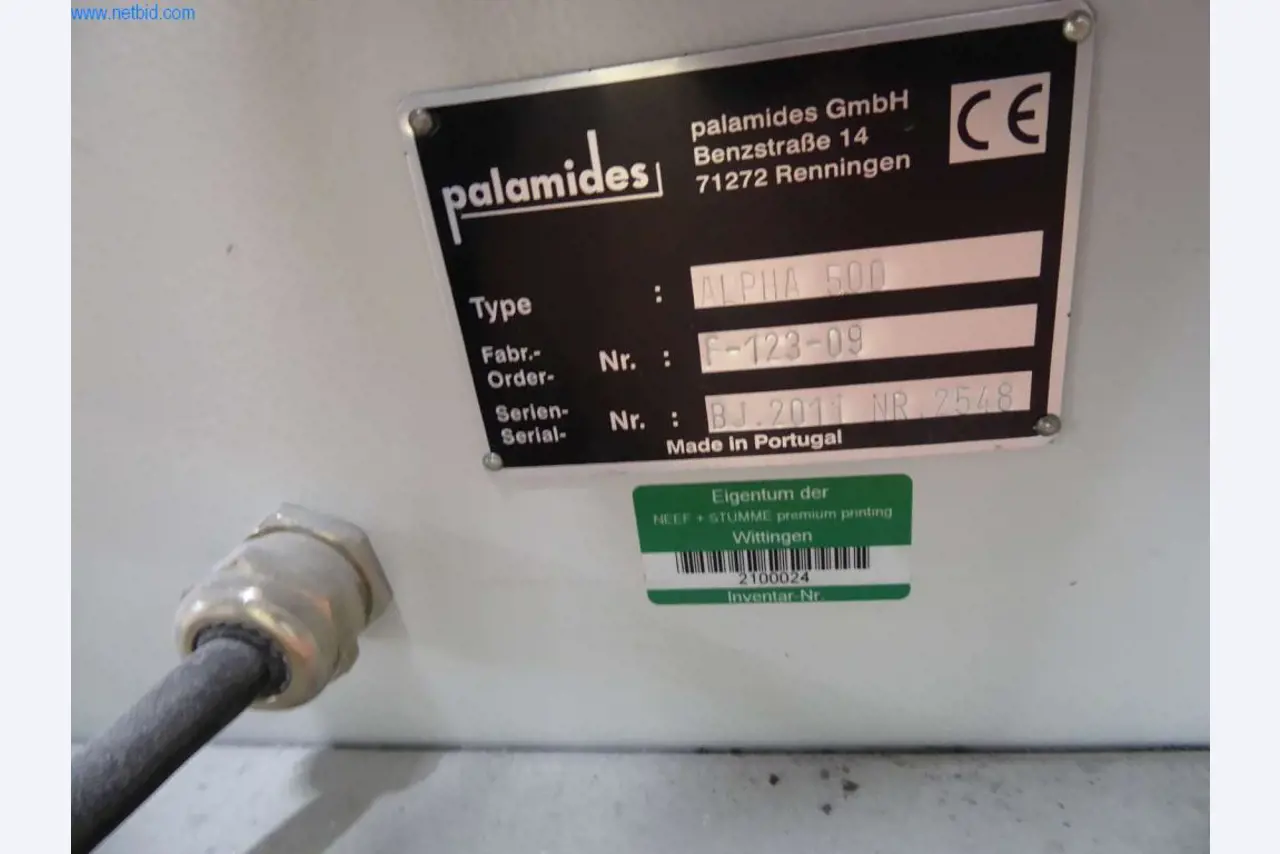 www.netbid.com
palamides
palamides GmbH
Benzstraße 14
71272 Renningen
CE
Type : ALPHA 500
Fabr.-
Order- Nr. : F-123-09
Serien-
Serial- Nr. : BJ.2011 NR.2548
Made in Portugal
Eigentum der
NEEF + STUMME premium printing
Wittingen
2100024
Inventar-Nr.